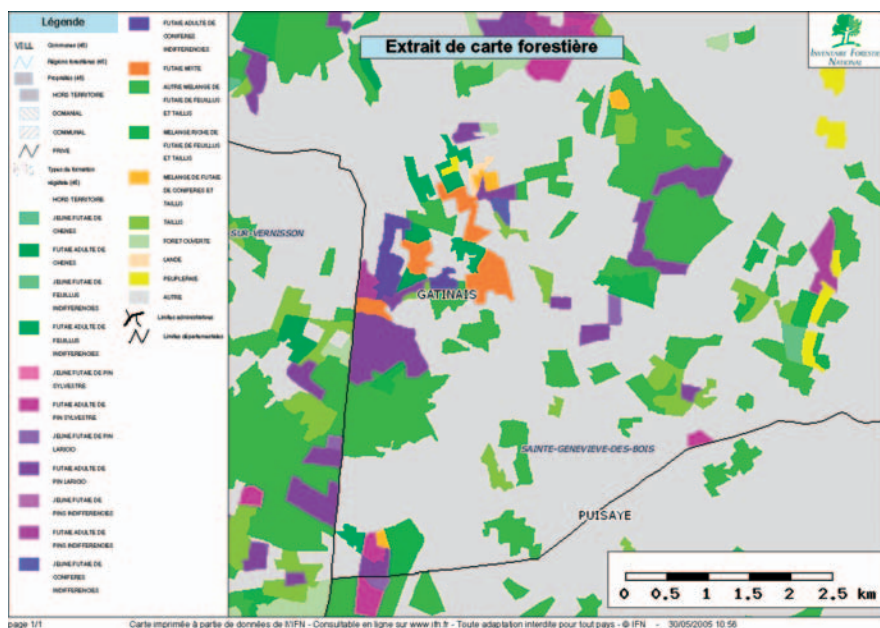 Légende
VILL Communes (45)
Régions forestières (45)
Propriétés (45)
HORS TERRITOIRE
DOMANIAL
COMMUNAL
PRIVE
Types de formation
végétale (45)
HORS TERRITOIRE
JEUNE FUTAIE DE
CHENES
FUTAIE ADULTE DE
CHENES
JEUNE FUTAIE DE
FEUILLUS
INDIFFERENCIES
FUTAIE ADULTE DE
FEUILLUS
INDIFFERENCIES
JEUNE FUTAIE DE PIN
SYLVESTRE
FUTAIE ADULTE DE
PIN SYLVESTRE
JEUNE FUTAIE DE PIN
LARICIO
FUTAIE ADULTE DE
PIN LARICIO
JEUNE FUTAIE DE
PINS INDIFFERENCIES
FUTAIE ADULTE DE
PINS INDIFFERENCIES
JEUNE FUTAIE DE
CONIFERES
INDIFFERENCIES
FUTAIE ADULTE DE
CONIFERES
INDIFFERENCIES
FUTAIE MIXTE
AUTRE MELANGE DE
FUTAIE DE FEUILLUS
ET TAILLIS
MELANGE RICHE DE
FUTAIE DE FEUILLUS
ET TAILLIS
MELANGE DE FUTAIE
DE CONIFERES ET
TAILLIS
TAILLIS
FORET OUVERTE
LANDE
PEUPLERAIE
AUTRE
Limites administratives
Limites départementales
Extrait de carte forestière
INVENTAIRE FORESTIER
NATIONAL
SUR-VERNISSON
GATINAIS
SAINTE-GENEVIEVE-DES-BOIS
PUISAYE
0 0.5 1 1.5 2 2.5 km
page 1/1 Carte imprimée à partie de données de l'IFN - Consultable en ligne sur www.ifn.fr - Toute adaptation interdite pour tout pays - © IFN - 30/05/2005 10:56